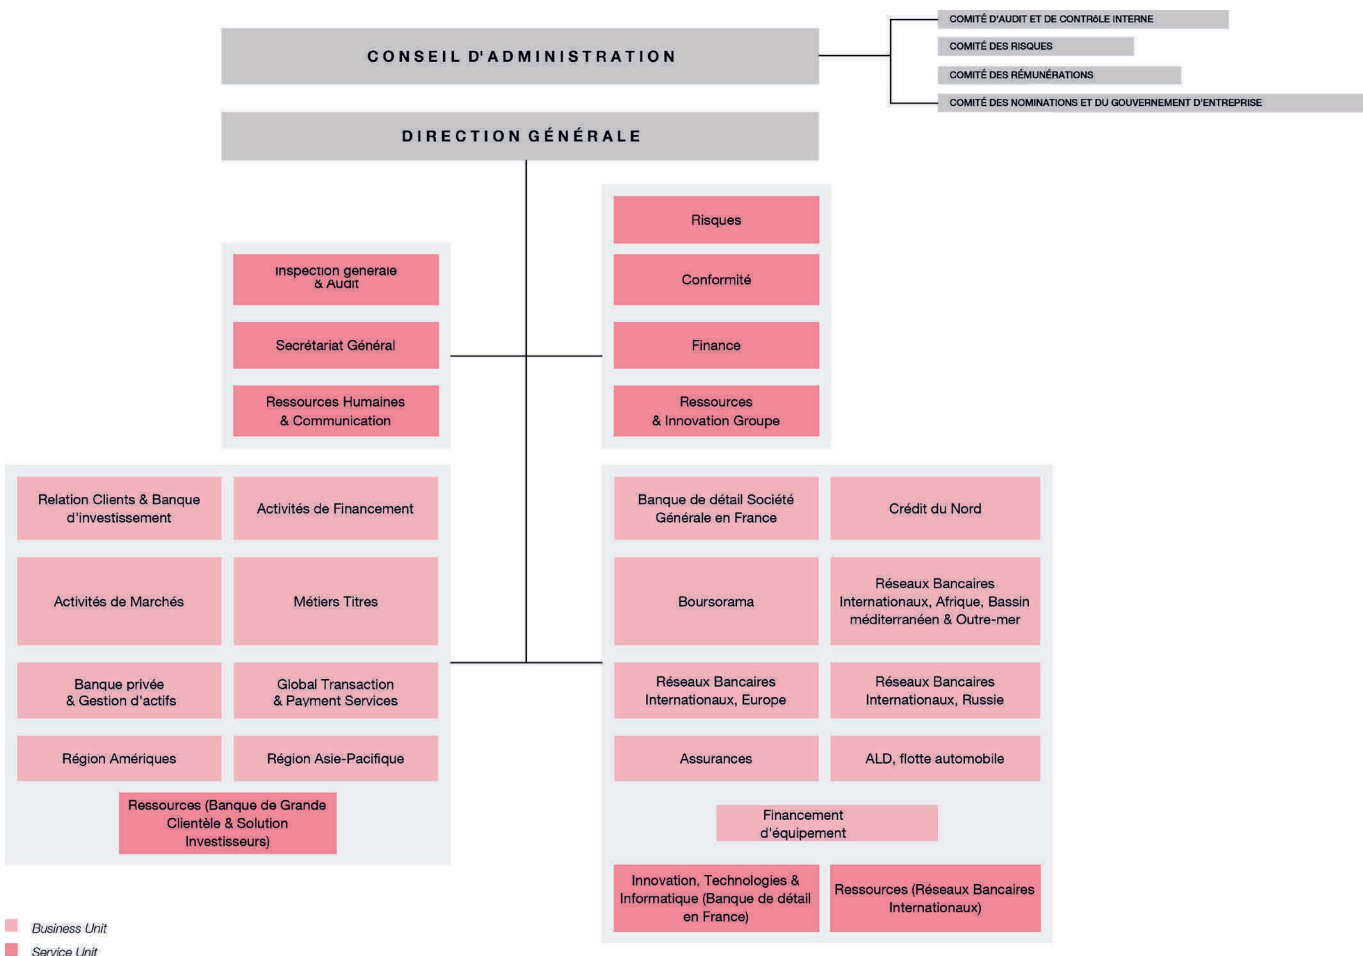 CONSEIL D'ADMINISTRATION
COMITÉ D'AUDIT ET DE CONTRôLE INTERNE
COMITÉ DES RISQUES
COMITÉ DES RÉMUNÉRATIONS
COMITÉ DES NOMINATIONS ET DU GOUVERNEMENT D'ENTREPRISE
DIRECTION GÉNÉRALE
Inspection générale
& Audit
Secrétariat Général
Ressources Humaines
& Communication
Risques
Conformité
Finance
Ressources
& Innovation Groupe
Relation Clients & Banque
d'investissement
Activités de Financement
Activités de Marchés
Métiers Titres
Banque privée
& Gestion d'actifs
Global Transaction
& Payment Services
Région Amériques
Région Asie-Pacifique
Ressources (Banque de Grande
Clientèle & Solution
Investisseurs)
Banque de détail Société
Générale en France
Crédit du Nord
Boursorama
Réseaux Bancaires
Internationaux, Afrique, Bassin
méditerranéen & Outre-mer
Réseaux Bancaires
Internationaux, Europe
Réseaux Bancaires
Internationaux, Russie
Assurances
ALD, flotte automobile
Financement
d'équipement
Innovation, Technologies &
Informatique (Banque de détail
en France)
Ressources (Réseaux Bancaires
Internationaux)
Business Unit
Service Unit